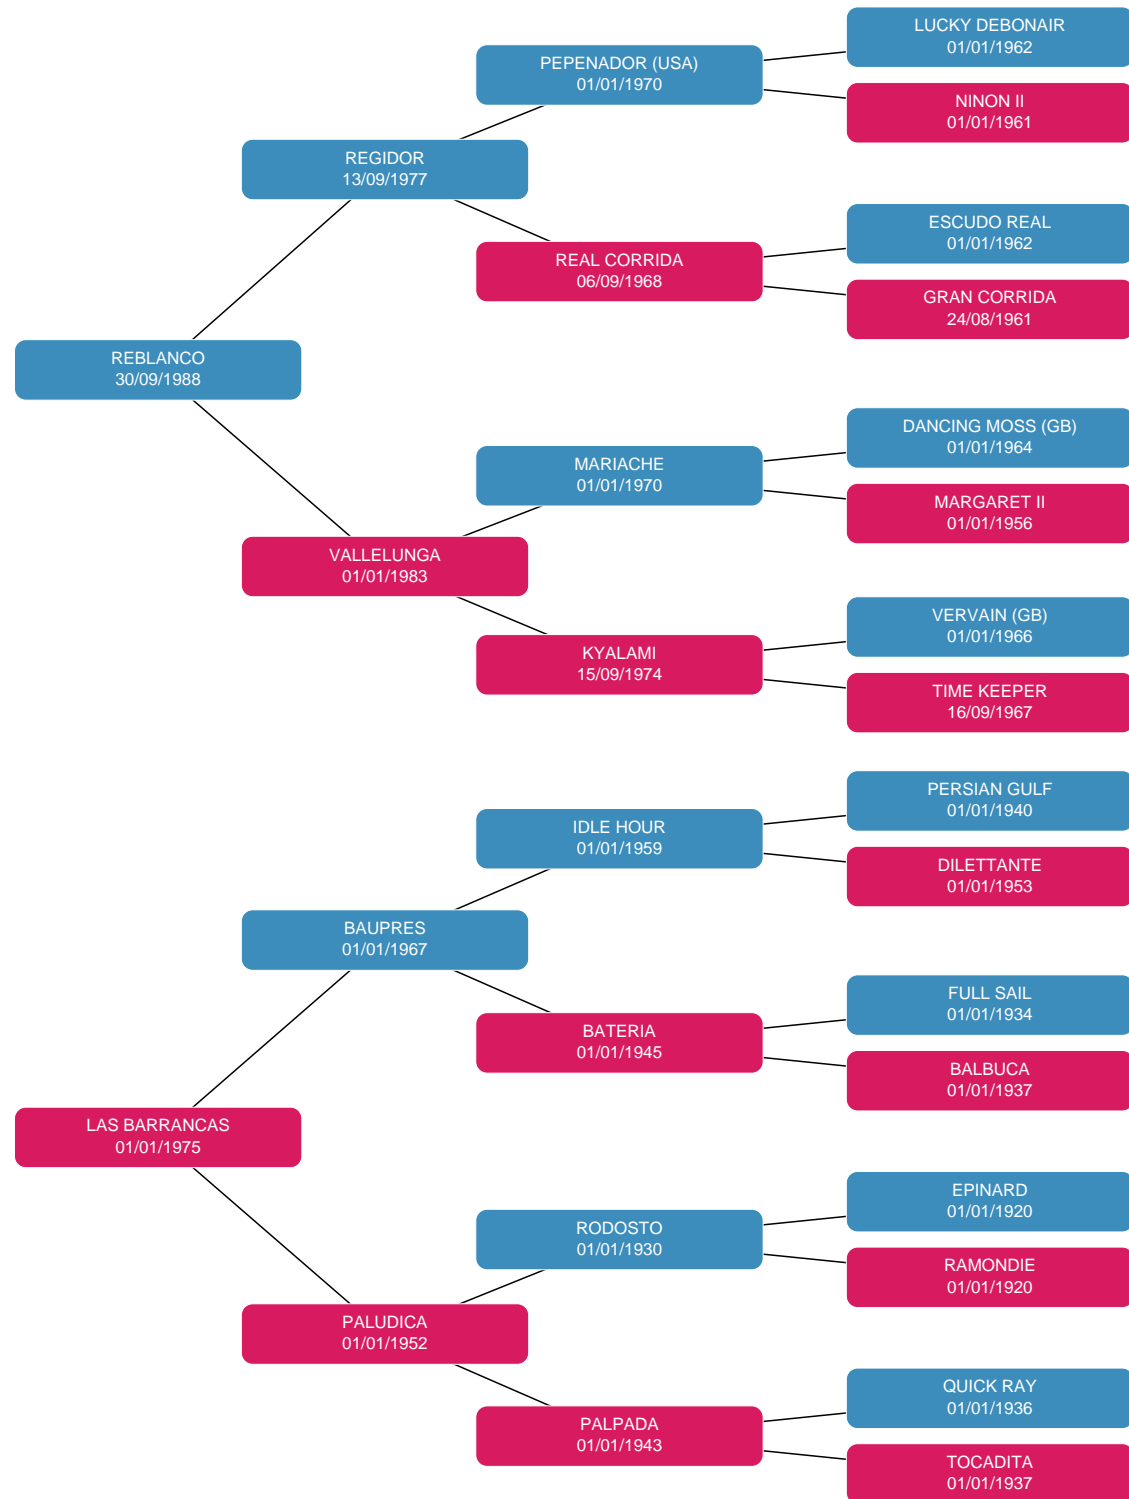 LUCKY DEBONAIR
01/01/1962
PEPENADOR (USA)
01/01/1970
NINON II
01/01/1961
REGIDOR
13/09/1977
ESCUDO REAL
01/01/1962
REAL CORRIDA
06/09/1968
GRAN CORRIDA
24/08/1961
REBLANCO
30/09/1988
DANCING MOSS (GB)
01/01/1964
MARIACHE
01/01/1970
MARGARET II
01/01/1956
VALLELUNGA
01/01/1983
VERVAIN (GB)
01/01/1966
KYALAMI
15/09/1974
TIME KEEPER
16/09/1967
PERSIAN GULF
01/01/1940
IDLE HOUR
01/01/1959
DILETTANTE
01/01/1953
BAUPRES
01/01/1967
FULL SAIL
01/01/1934
BATERIA
01/01/1945
BALBUCA
01/01/1937
LAS BARRANCAS
01/01/1975
EPINARD
01/01/1920
RODOSTO
01/01/1930
RAMONDIE
01/01/1920
PALUDICA
01/01/1952
QUICK RAY
01/01/1936
PALPADA
01/01/1943
TOCADITA
01/01/1937